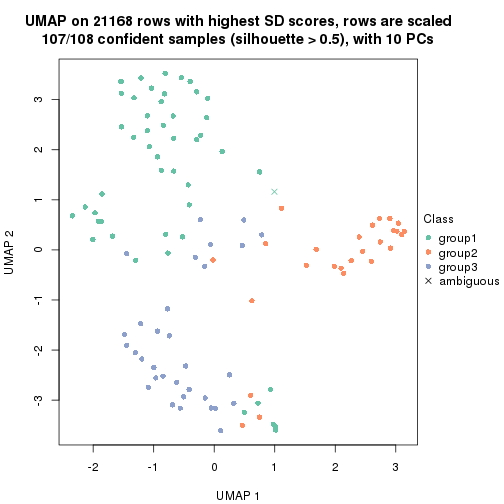 UMAP on 21168 rows with highest SD scores, rows are scaled
107/108 confident samples (silhouette > 0.5), with 10 PCs
3
2
1
0
-1
-2
-3
UMAP 2
-2
-1
0
1
2
3
UMAP 1
Class
group1
group2
group3
ambiguous